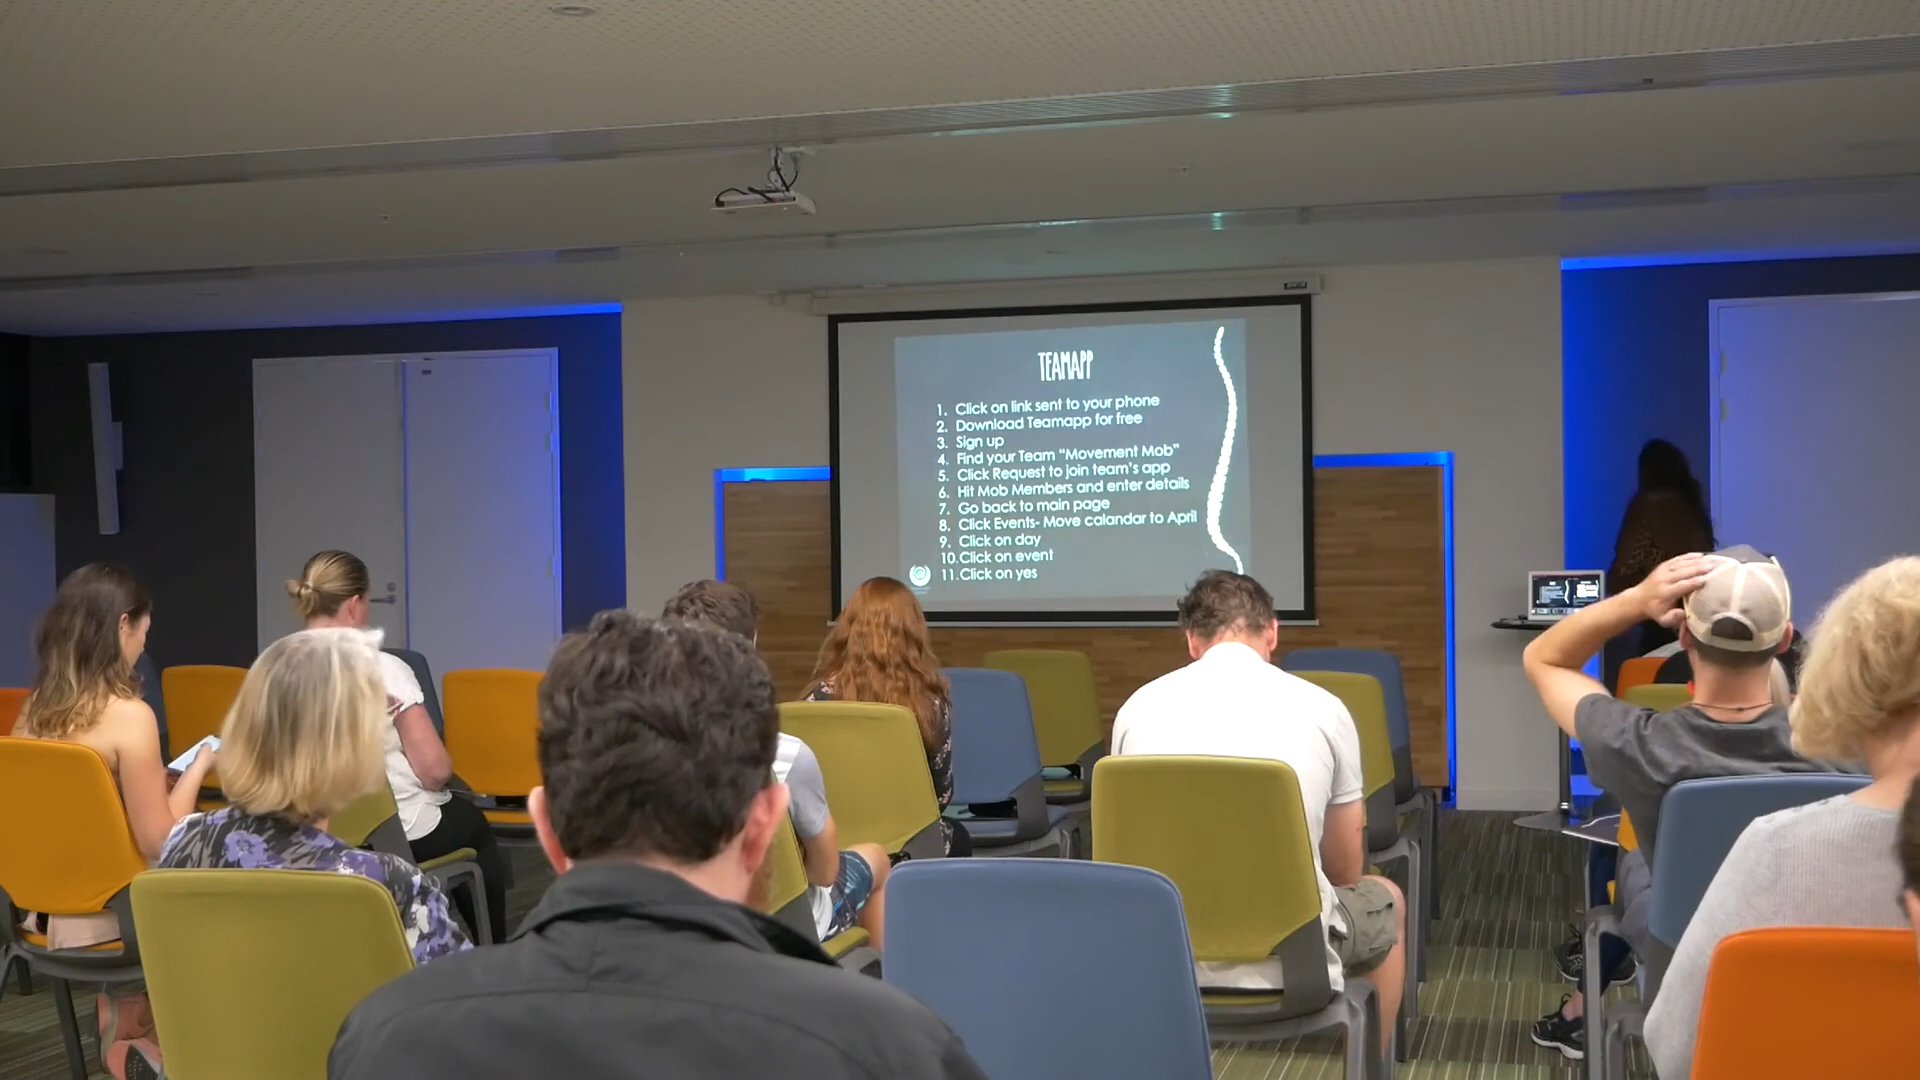 TEAMAPP
1. Click on link sent to your phone
2. Download Teamapp for free
3. Sign up
4. Find your Team "Movement Mob"
5. Click Request to join team's app
6. Hit Mob Members and enter details
7. Go back to main page
8. Click Events- Move calandar to April
9. Click on day
10. Click on event
11. Click on yes